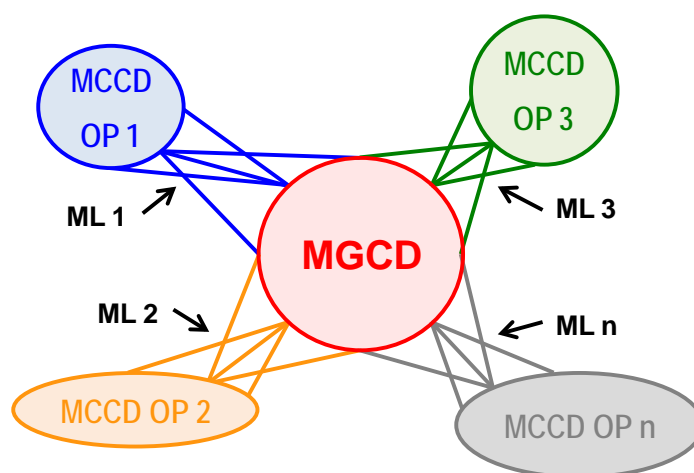 MCCD
OP 1
MCCD
OP 3
ML 1
ML 3
MGCD
ML 2
ML n
MCCD OP 2
MCCD OP n